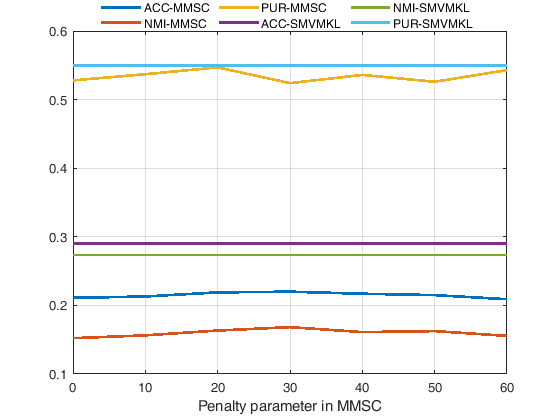 ACC-MMSC PUR-MMSC NMI-SMVMKL
NMI-MMSC ACC-SMVMKL PUR-SMVMKL
0.6
0.5
0.4
0.3
0.2
0.1
0 10 20 30 40 50 60
Penalty parameter in MMSC